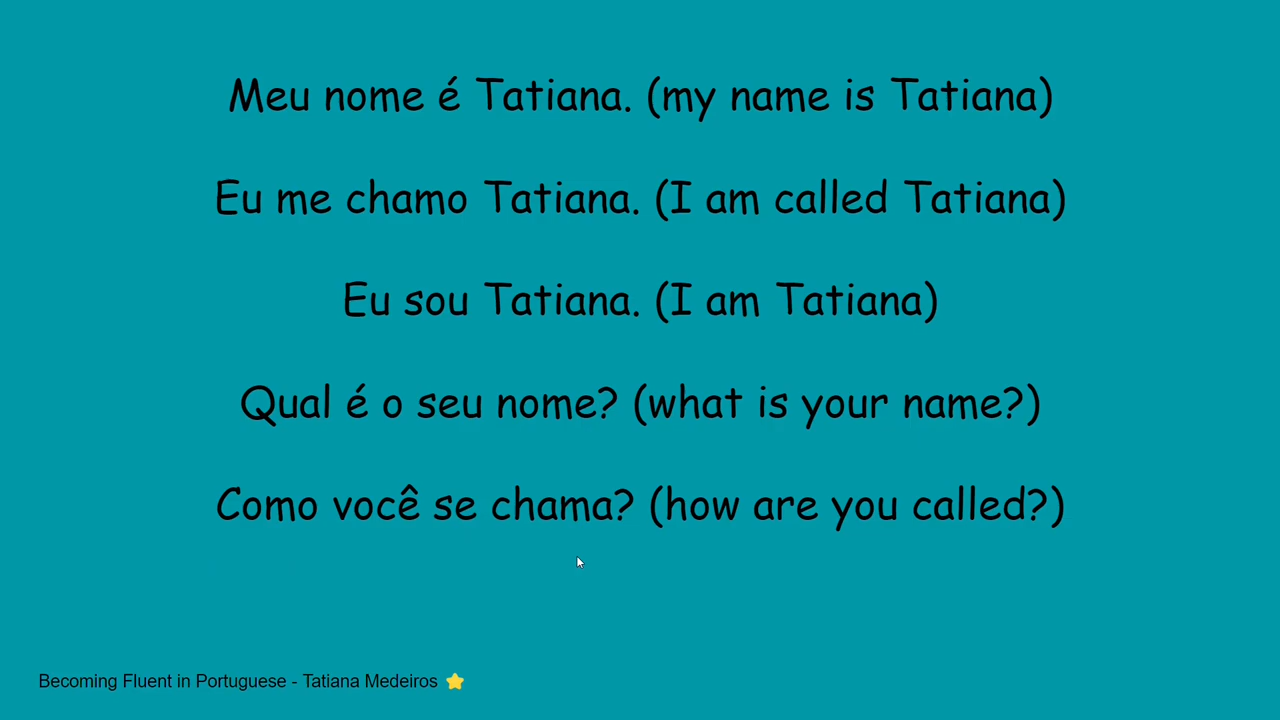 Meu nome é Tatiana. (my name is Tatiana)
Eu me chamo Tatiana. (I am called Tatiana)
Eu sou Tatiana. (I am Tatiana)
Qual é o seu nome? (what is your name?)
Como você se chama? (how are you called?)
Becoming Fluent in Portuguese - Tatiana Medeiros ⭐